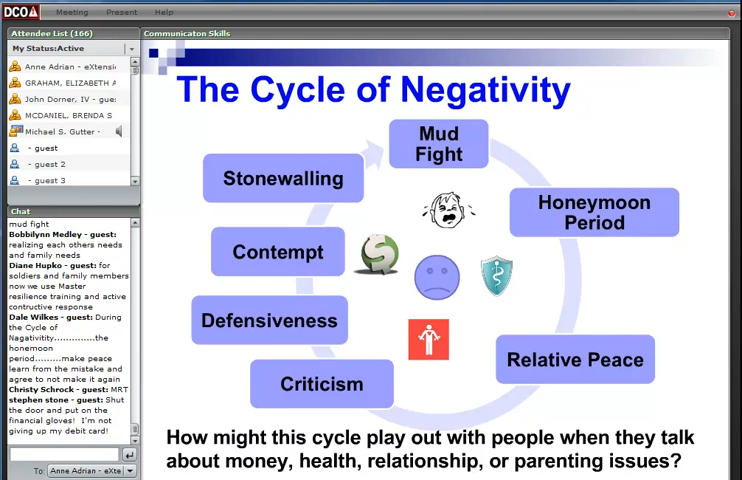 DCO
Meeting Present Help
Attendee List (166)
My Status:Active
Anne Adrian - eXtensi
GRAHAM, ELIZABETH A
John Dorner, IV - gues
MCDANIEL, BRENDA S
Michael S. Gutter -
- guest
- guest 2
- guest 3
Chat
mud fight
Bobbilynn Medley - guest:
realizing each others needs
and family needs
Diane Hupko - guest: for
soldiers and family members
now we use Master
resilience training and active
contructive response
Dale Wilkes - guest: During
the Cycle of
Negativitity..............the
honemoon
period.........make peace
learn from the mistake and
agree to not make it again
Christy Schrock - guest: MRT
stephen stone - guest: Shut
the door and put on the
financial gloves! I'm not
giving up my debit card!
To: Anne Adrian - eXte
Communicaton Skills
The Cycle of Negativity
Mud
Fight
Honeymoon
Period
Relative Peace
Criticism
Defensiveness
Contempt
Stonewalling
$
How might this cycle play out with people when they talk
about money, health, relationship, or parenting issues?